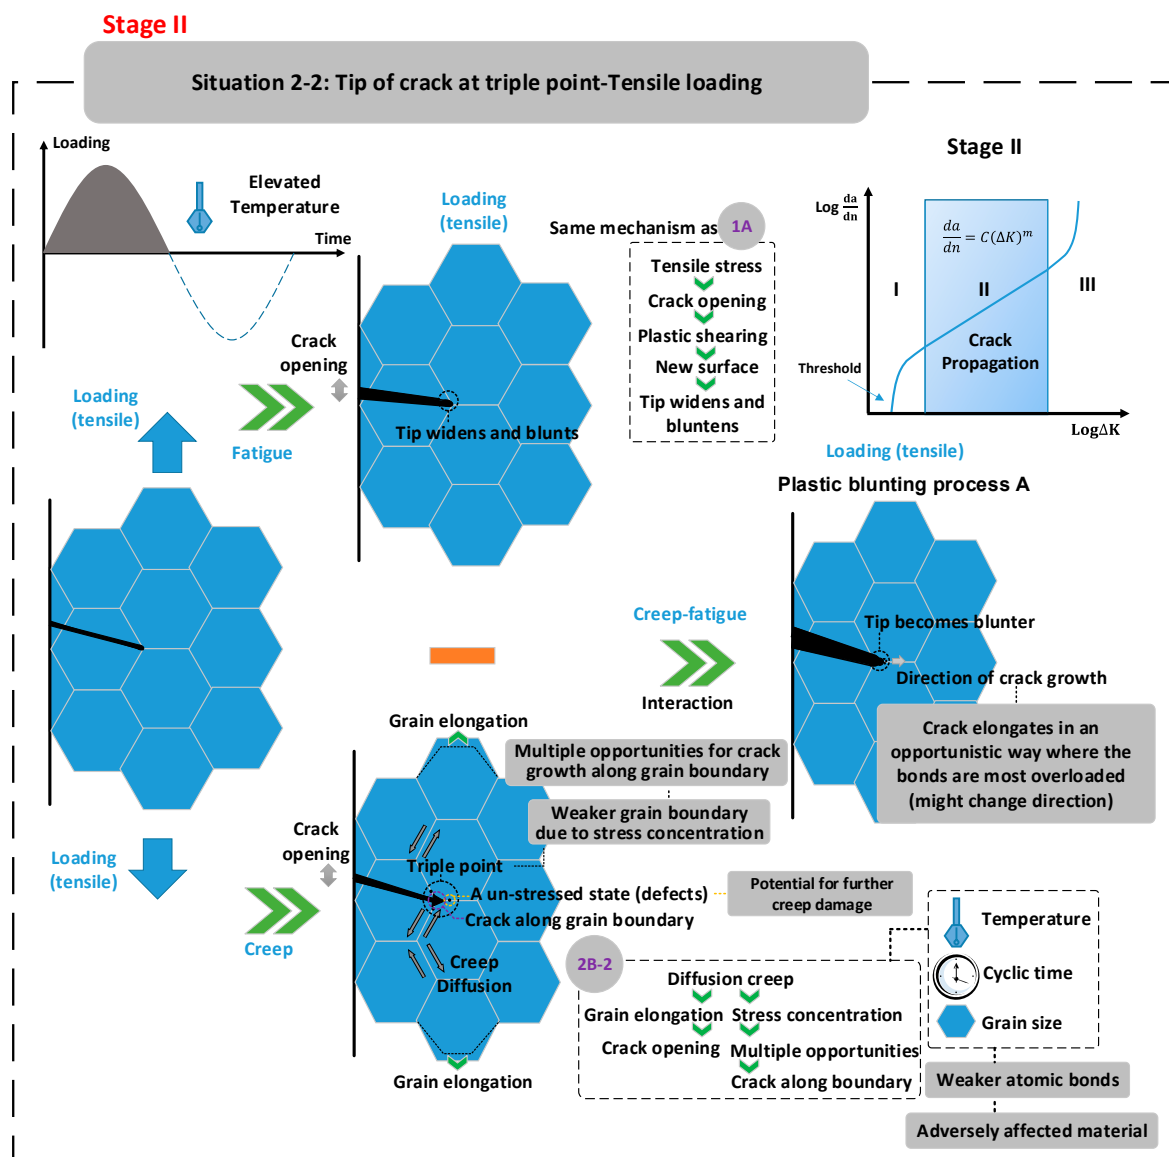 Stage II
Situation 2-2: Tip of crack at triple point-Tensile loading
Loading
Elevated
Temperature
Time
Loading
(tensile)
Same mechanism as
1A
Tensile stress
Crack opening
Plastic shearing
New surface
Tip widens and
bluntens
Stage II
Log da/dn
da/dn = C(ΔK)^m
I
II
III
Crack
Propagation
Threshold
LogΔK
Crack
opening
Tip widens and blunts
Loading
(tensile)
Fatigue
Loading (tensile)
Plastic blunting process A
Tip becomes blunter
Direction of crack growth
Crack elongates in an
opportunistic way where the
bonds are most overloaded
(might change direction)
Creep-fatigue
Interaction
Loading
(tensile)
Creep
Crack
opening
Grain elongation
Multiple opportunities for crack
growth along grain boundary
Weaker grain boundary
due to stress concentration
Triple point
A un-stressed state (defects)
Potential for further
creep damage
Crack along grain boundary
Creep
Diffusion
Grain elongation
2B-2
Diffusion creep
Grain elongation
Stress concentration
Crack opening
Multiple opportunities
Crack along boundary
Temperature
Cyclic time
Grain size
Weaker atomic bonds
Adversely affected material